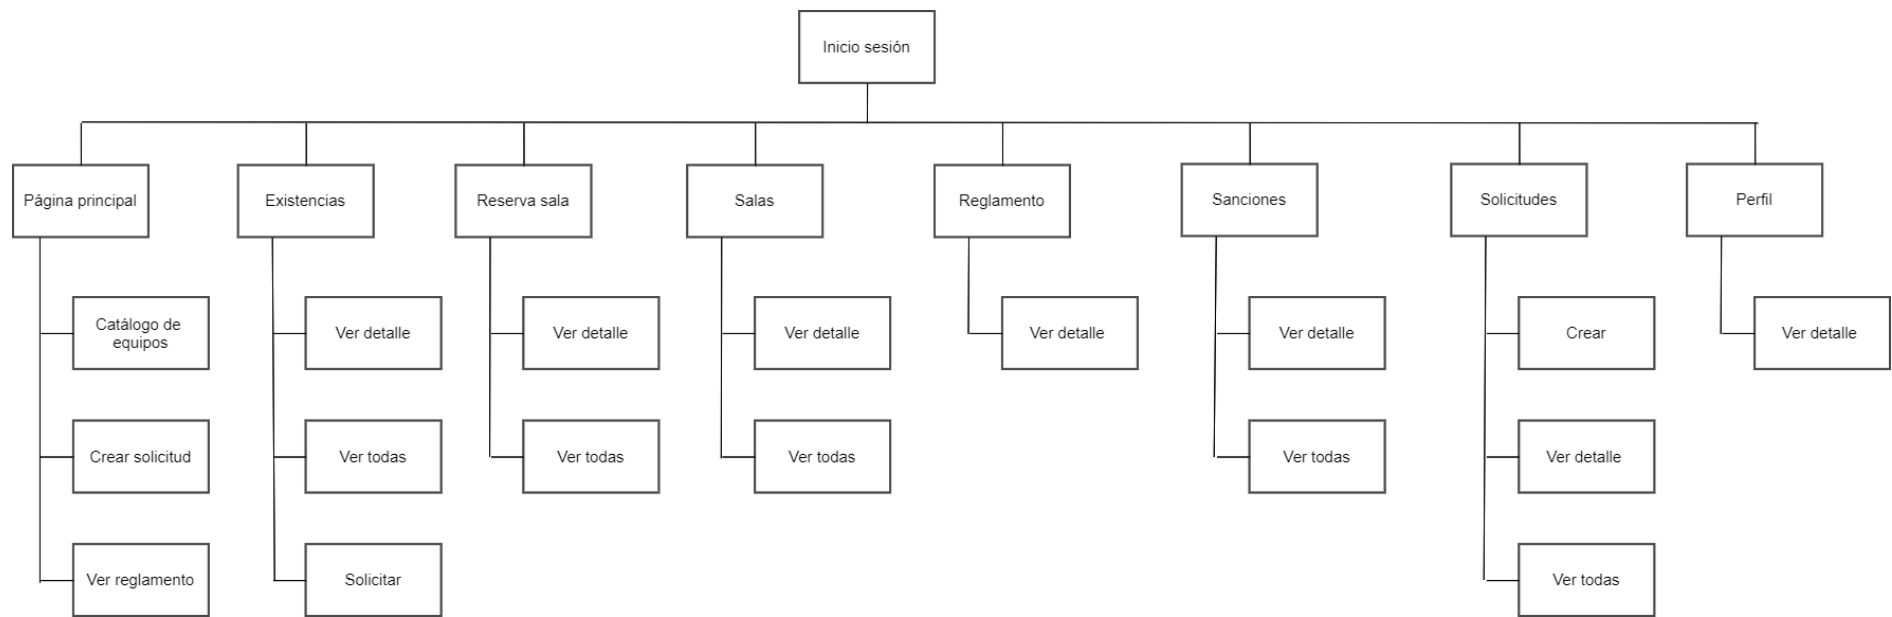 Inicio sesión
Página principal
Existencias
Reserva sala
Salas
Reglamento
Sanciones
Solicitudes
Perfil
Catálogo de
equipos
Ver detalle
Ver detalle
Ver detalle
Ver detalle
Ver detalle
Crear
Ver detalle
Crear solicitud
Ver todas
Ver todas
Ver todas
Ver todas
Ver detalle
Ver reglamento
Solicitar
Ver todas